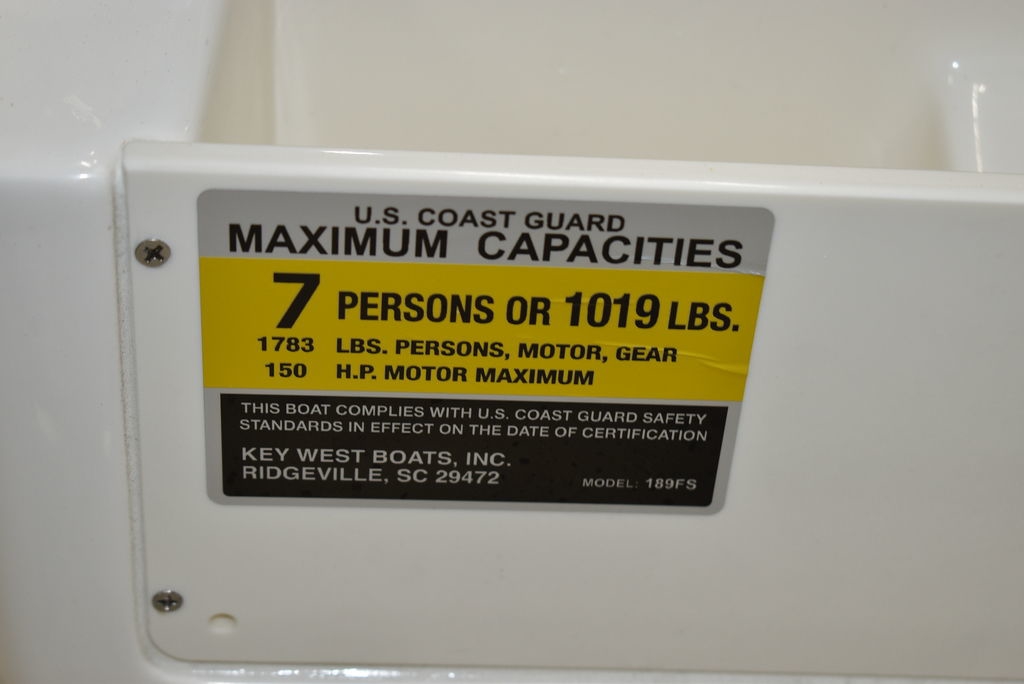 U.S. COAST GUARD
MAXIMUM CAPACITIES
7 PERSONS OR 1019 LBS.
1783 LBS. PERSONS, MOTOR, GEAR
150 H.P. MOTOR MAXIMUM
THIS BOAT COMPLIES WITH U.S. COAST GUARD SAFETY
STANDARDS IN EFFECT ON THE DATE OF CERTIFICATION
KEY WEST BOATS, INC.
RIDGEVILLE, SC 29472
MODEL: 189FS